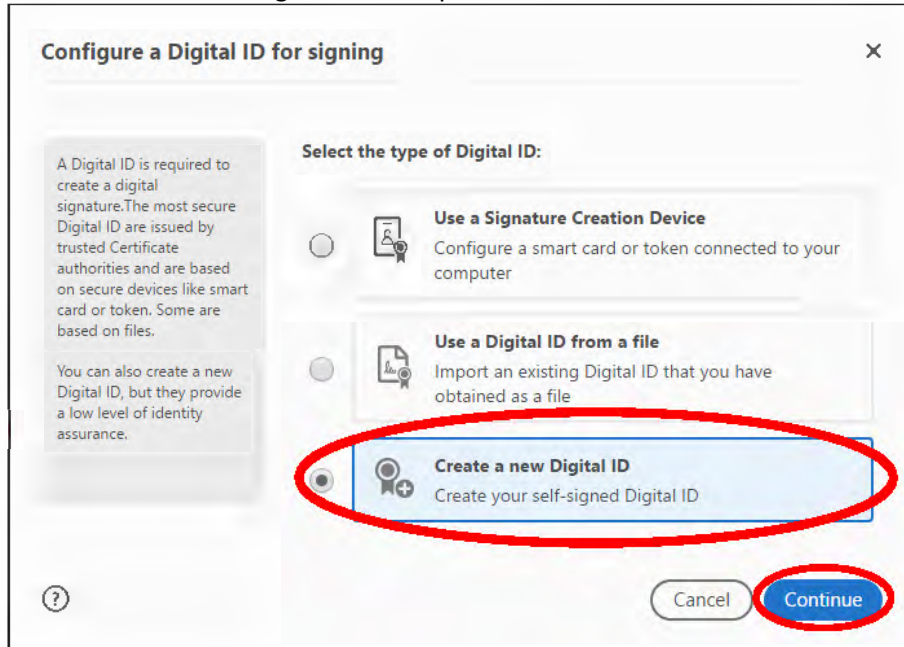 Configure a Digital ID for signing
A Digital ID is required to
create a digital
signature.The most secure
Digital ID are issued by
trusted Certificate
authorities and are based
on secure devices like smart
card or token. Some are
based on files.
You can also create a new
Digital ID, but they provide
a low level of identity
assurance.
Select the type of Digital ID:
Use a Signature Creation Device
Configure a smart card or token connected to your
computer
Use a Digital ID from a file
Import an existing Digital ID that you have
obtained as a file
Create a new Digital ID
Create your self-signed Digital ID
Cancel
Continue